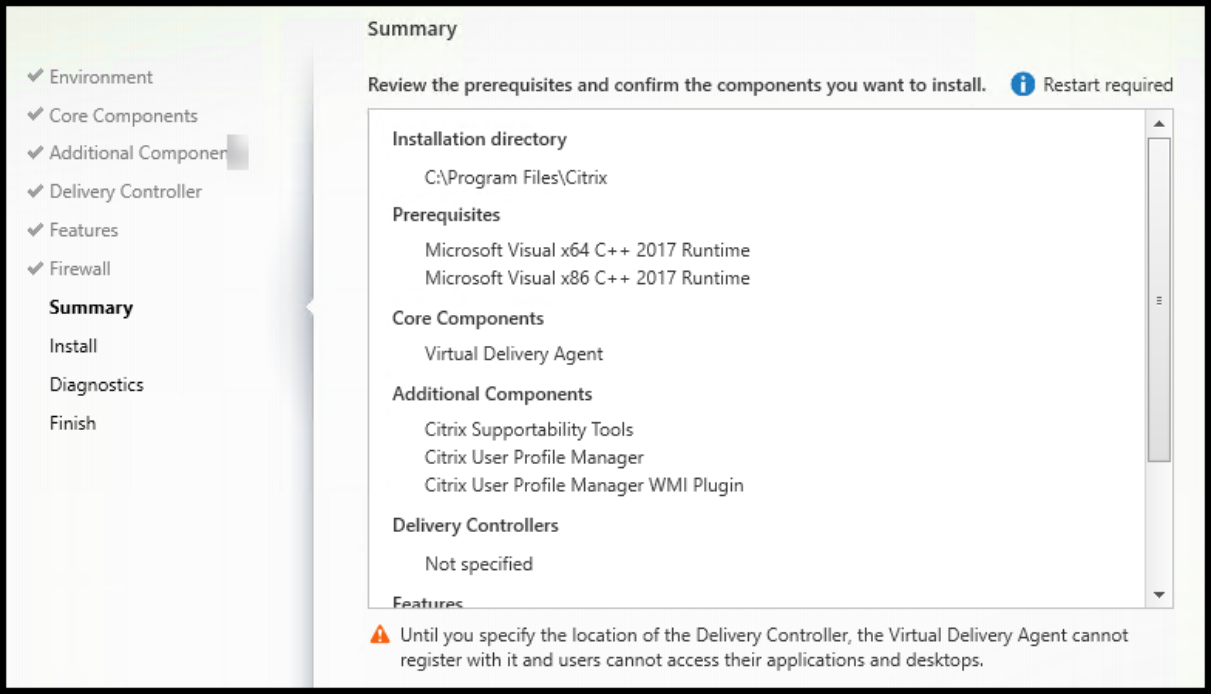 Summary
Environment
Core Components
Additional Componen
Delivery Controller
Features
Firewall
Summary
Install
Diagnostics
Finish
Review the prerequisites and confirm the components you want to install.
Restart required
Installation directory
C:\Program Files\Citrix
Prerequisites
Microsoft Visual x64 C++ 2017 Runtime
Microsoft Visual x86 C++ 2017 Runtime
Core Components
Virtual Delivery Agent
Additional Components
Citrix Supportability Tools
Citrix User Profile Manager
Citrix User Profile Manager WMI Plugin
Delivery Controllers
Not specified
Features
Until you specify the location of the Delivery Controller, the Virtual Delivery Agent cannot
register with it and users cannot access their applications and desktops.